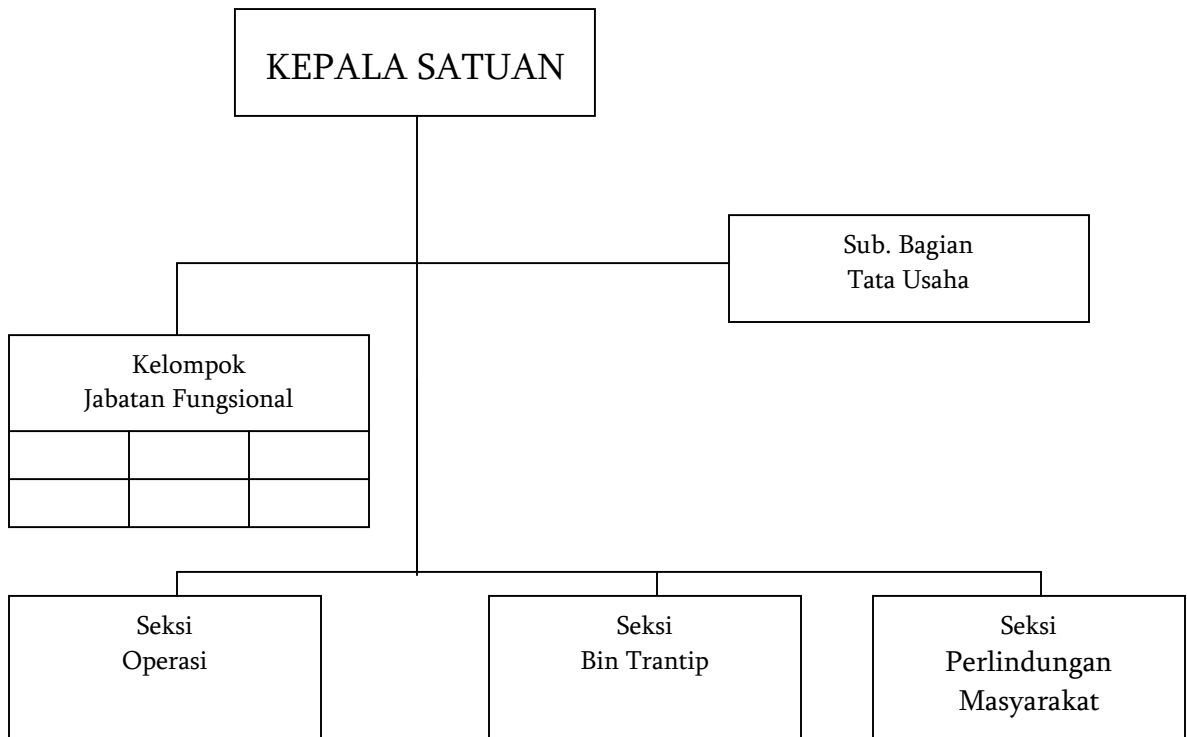 KEPALA SATUAN
Sub. Bagian
Tata Usaha
Kelompok
Jabatan Fungsional
Seksi
Operasi
Seksi
Bin Trantip
Seksi
Perlindungan
Masyarakat